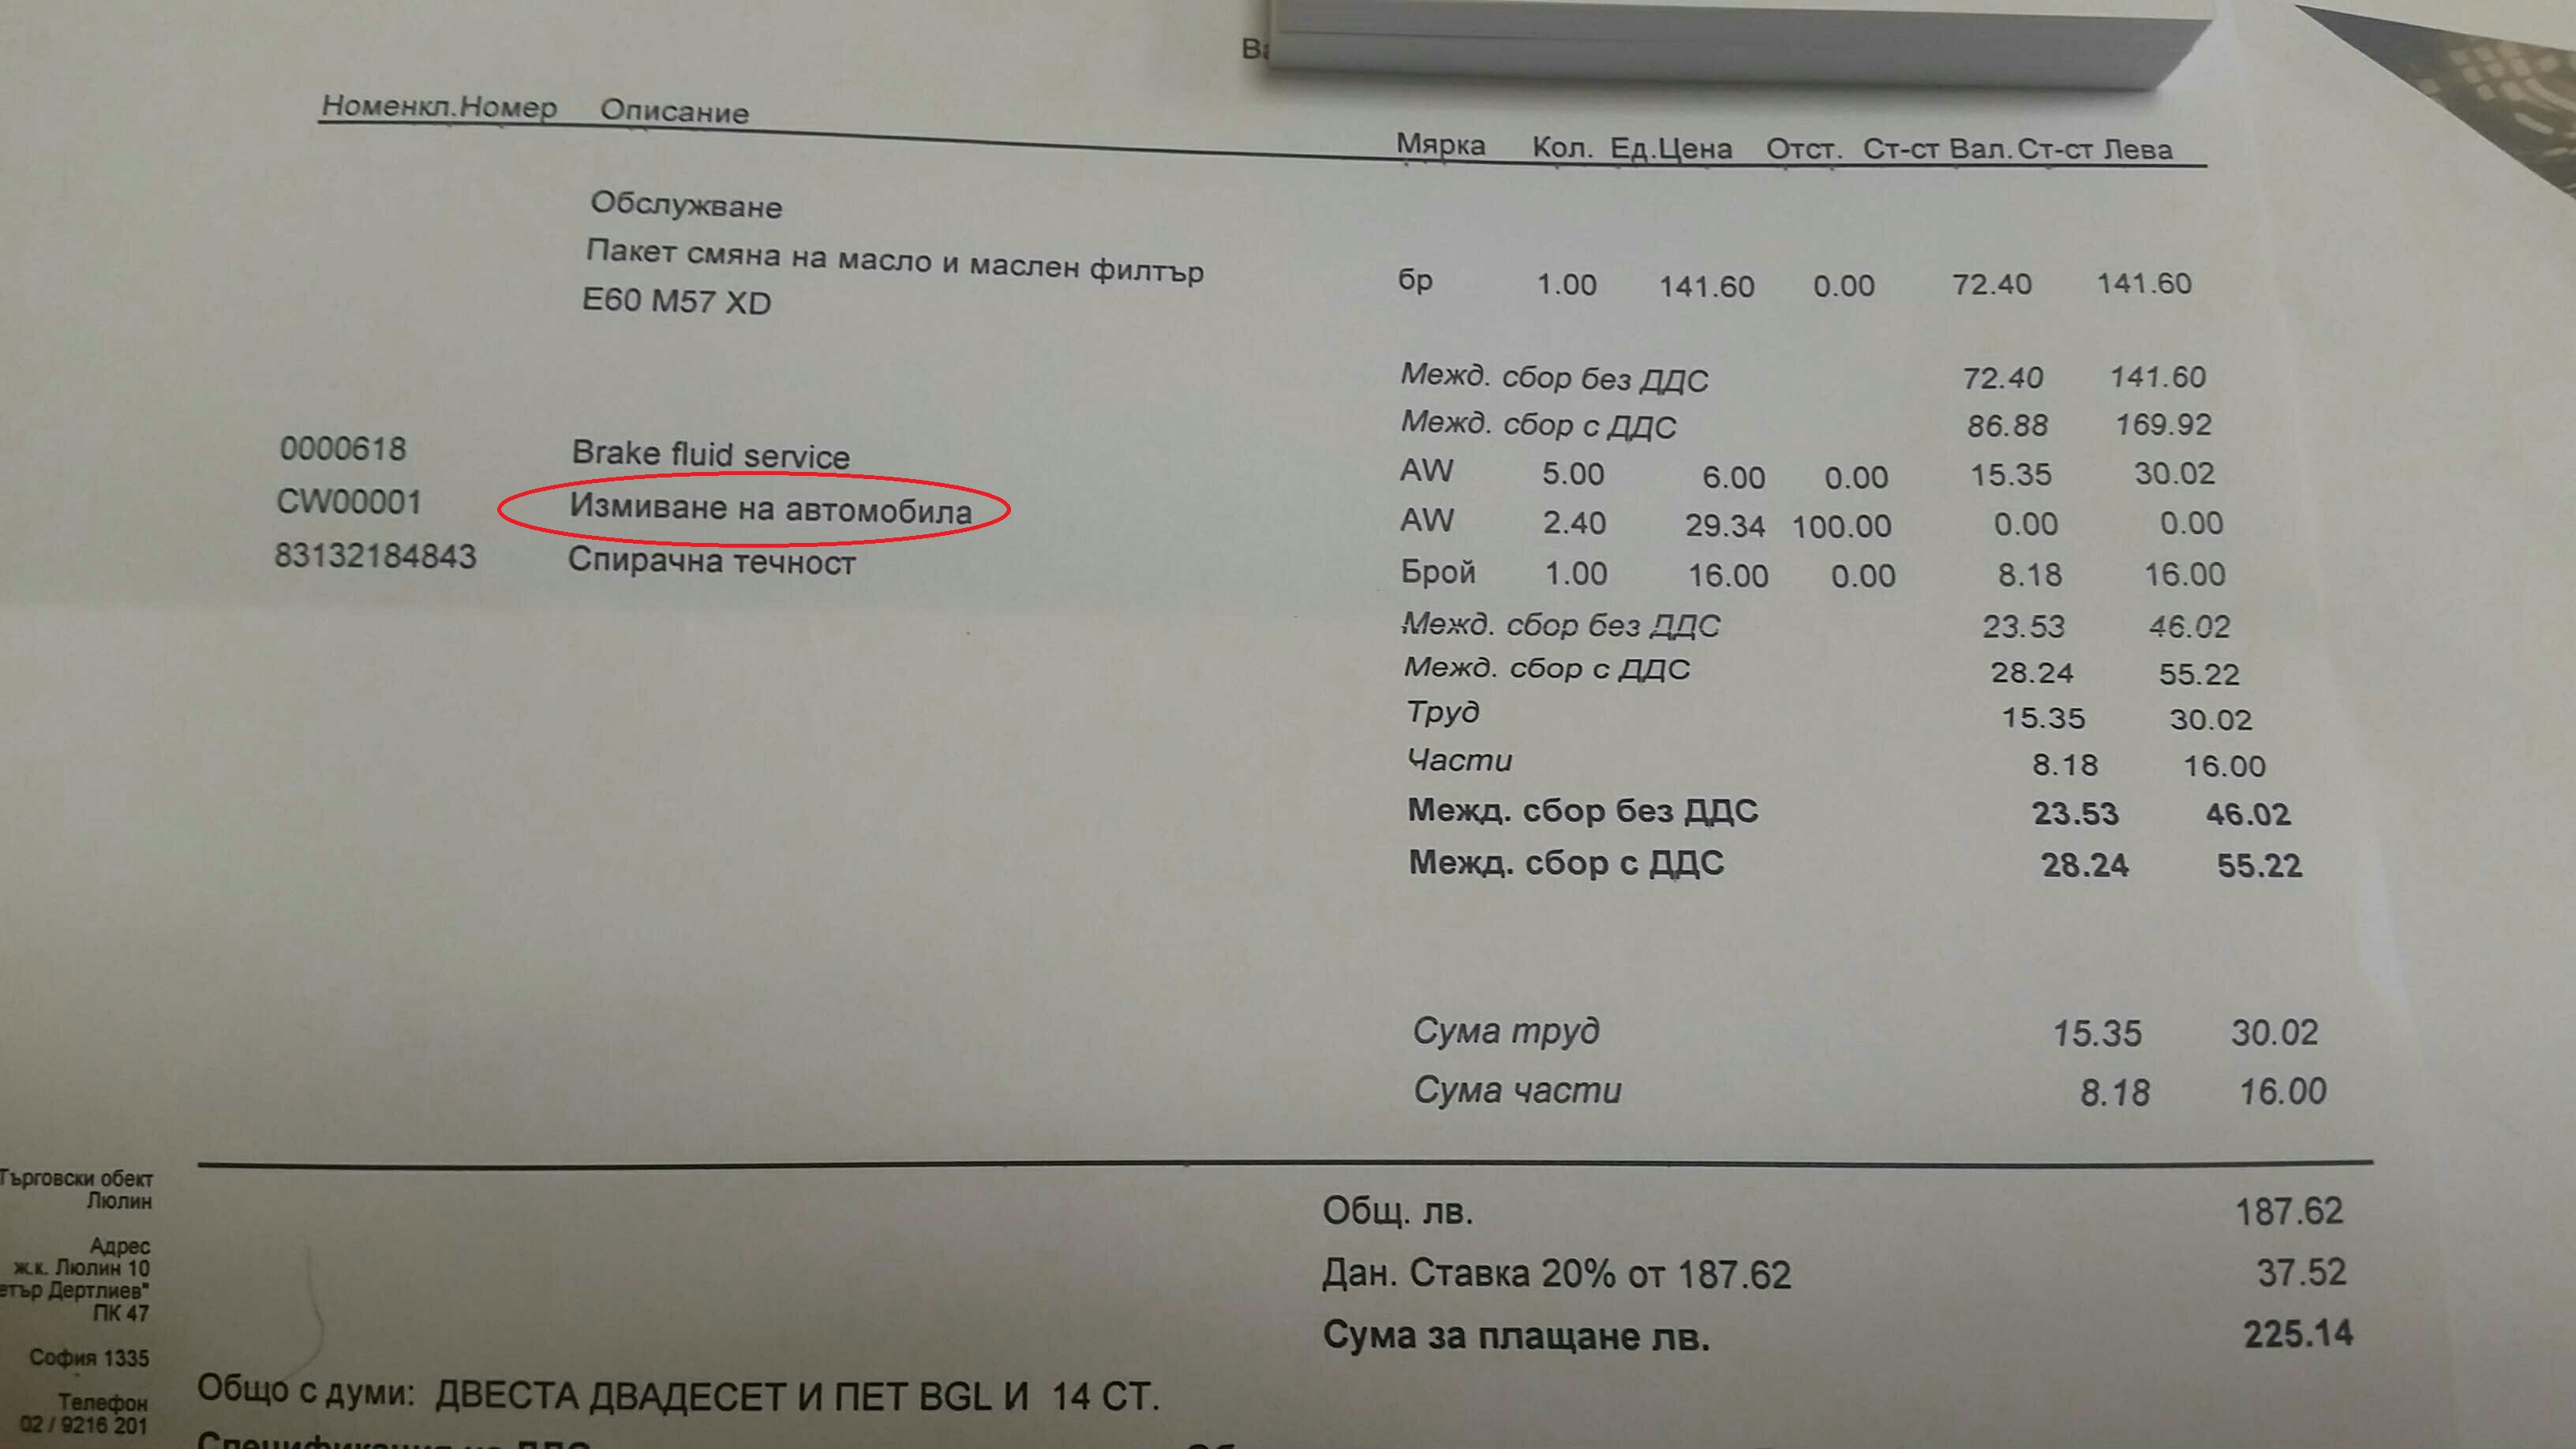 Номенкл.Номер Описание Мярка Кол. Ед.Цена Отст. Ст-ст Вал. Ст-ст Лева
Обслужване
Пакет смяна на масло и маслен филтър бр 1.00 141.60 0.00 72.40 141.60
E60 M57 XD
Межд. сбор без ДДС 72.40 141.60
Межд. сбор с ДДС 86.88 169.92
0000618 Brake fluid service AW 5.00 6.00 0.00 15.35 30.02
CW00001 Измиване на автомобила AW 2.40 29.34 100.00 0.00 0.00
83132184843 Спирачна течност Брой 1.00 16.00 0.00 8.18 16.00
Межд. сбор без ДДС 23.53 46.02
Межд. сбор с ДДС 28.24 55.22
Труд 15.35 30.02
Части 8.18 16.00
Межд. сбор без ДДС 23.53 46.02
Межд. сбор с ДДС 28.24 55.22
Сума труд 15.35 30.02
Сума части 8.18 16.00
Търговски обект
Люлин
Адрес
ж.к. Люлин 10
Дертлиев"
ПК 47
София 1335
Телефон
02 / 9216 201
Общ. лв. 187.62
Дан. Ставка 20% от 187.62 37.52
Сума за плащане лв. 225.14
Общо с думи: ДВЕСТА ДВАДЕСЕТ И ПЕТ BGL И 14 СТ.